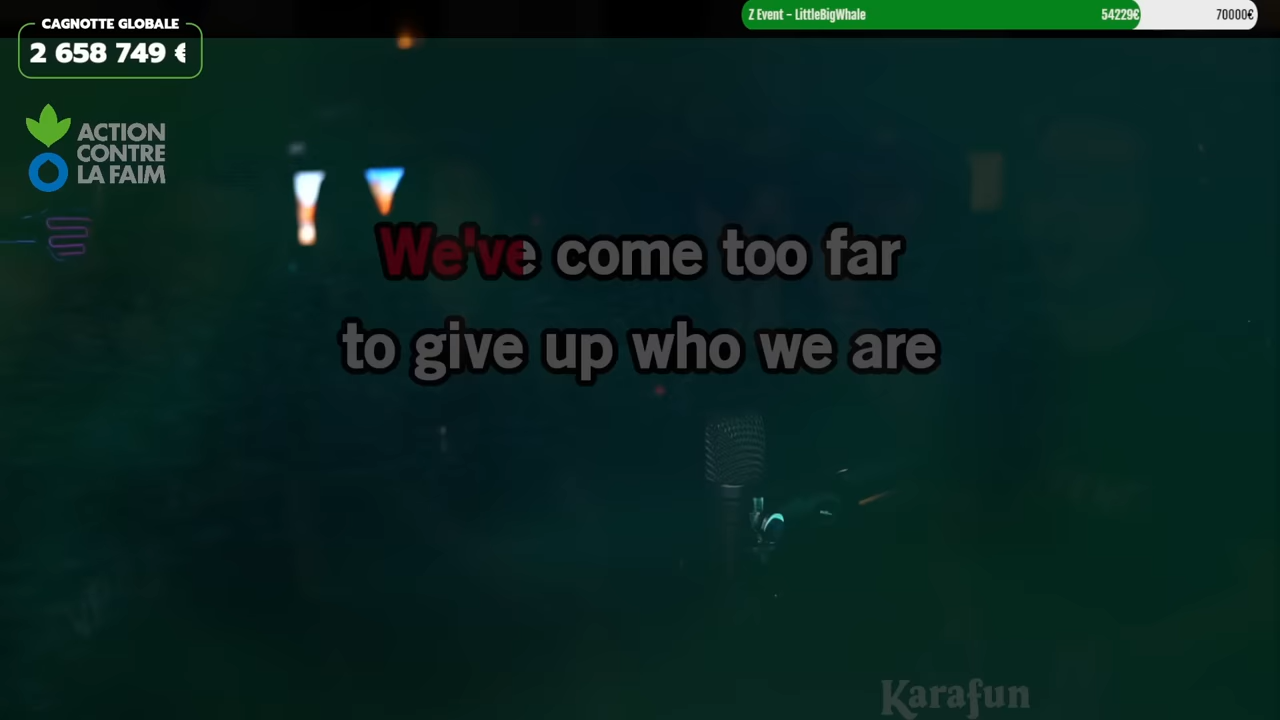 CAGNOTTE GLOBALE
2 658 749 €
Z Event - LittleBigWhale 54229€ 70000€
ACTION
CONTRE
LA FAIM
We've come too far
to give up who we are
Karafun